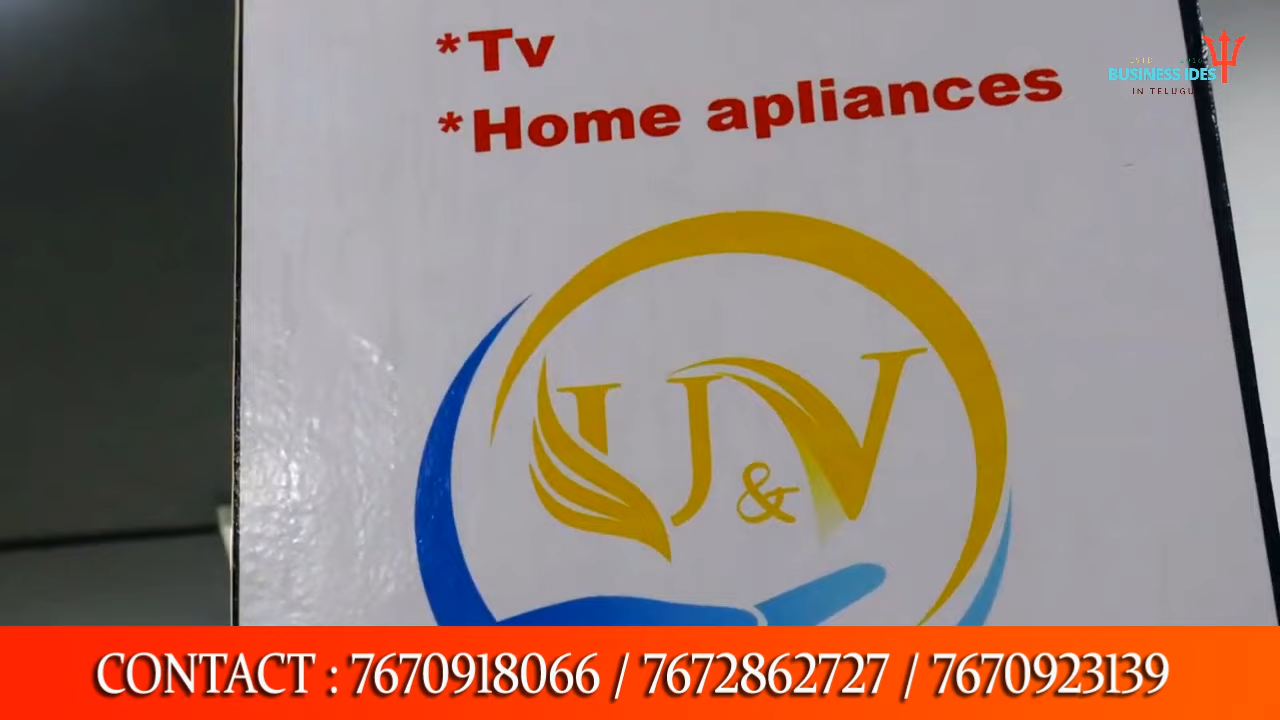 *Tv
*Home apliances
BUSINESS IDES
IN TELUGU
U&V
CONTACT : 7670918066 / 7672862727 / 7670923139